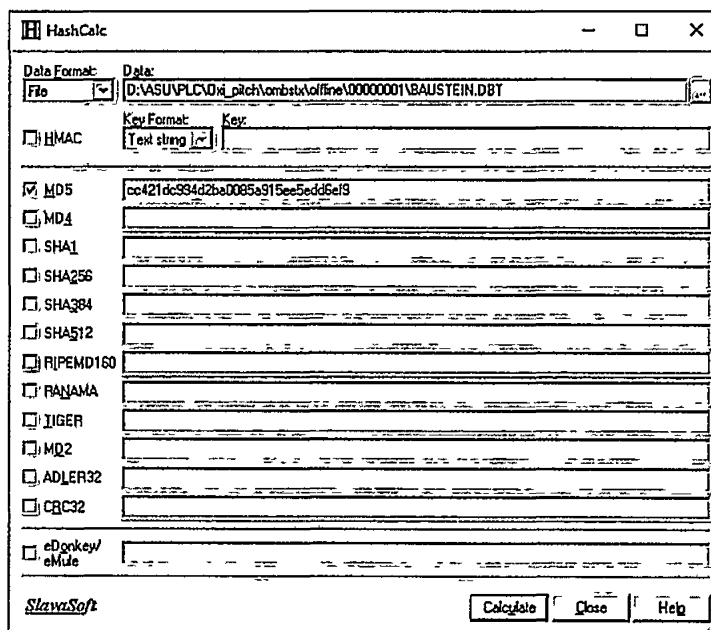 HashCalc
Data Format: Data:
File D:\ASU\PLC\Oxi_pitch\ombstx\offline\00000001\BAUSTEIN.DBT ...
Key Format: Key:
HMAC Text string
MD5 cc421dc994d2ba0085a915ee5edd6ef9
MD4
SHA1
SHA256
SHA384
SHA512
RIPEMD160
PANAMA
TIGER
MD2
ADLER32
CRC32
eDonkey/
eMule
SlavaSoft Calculate Close Help